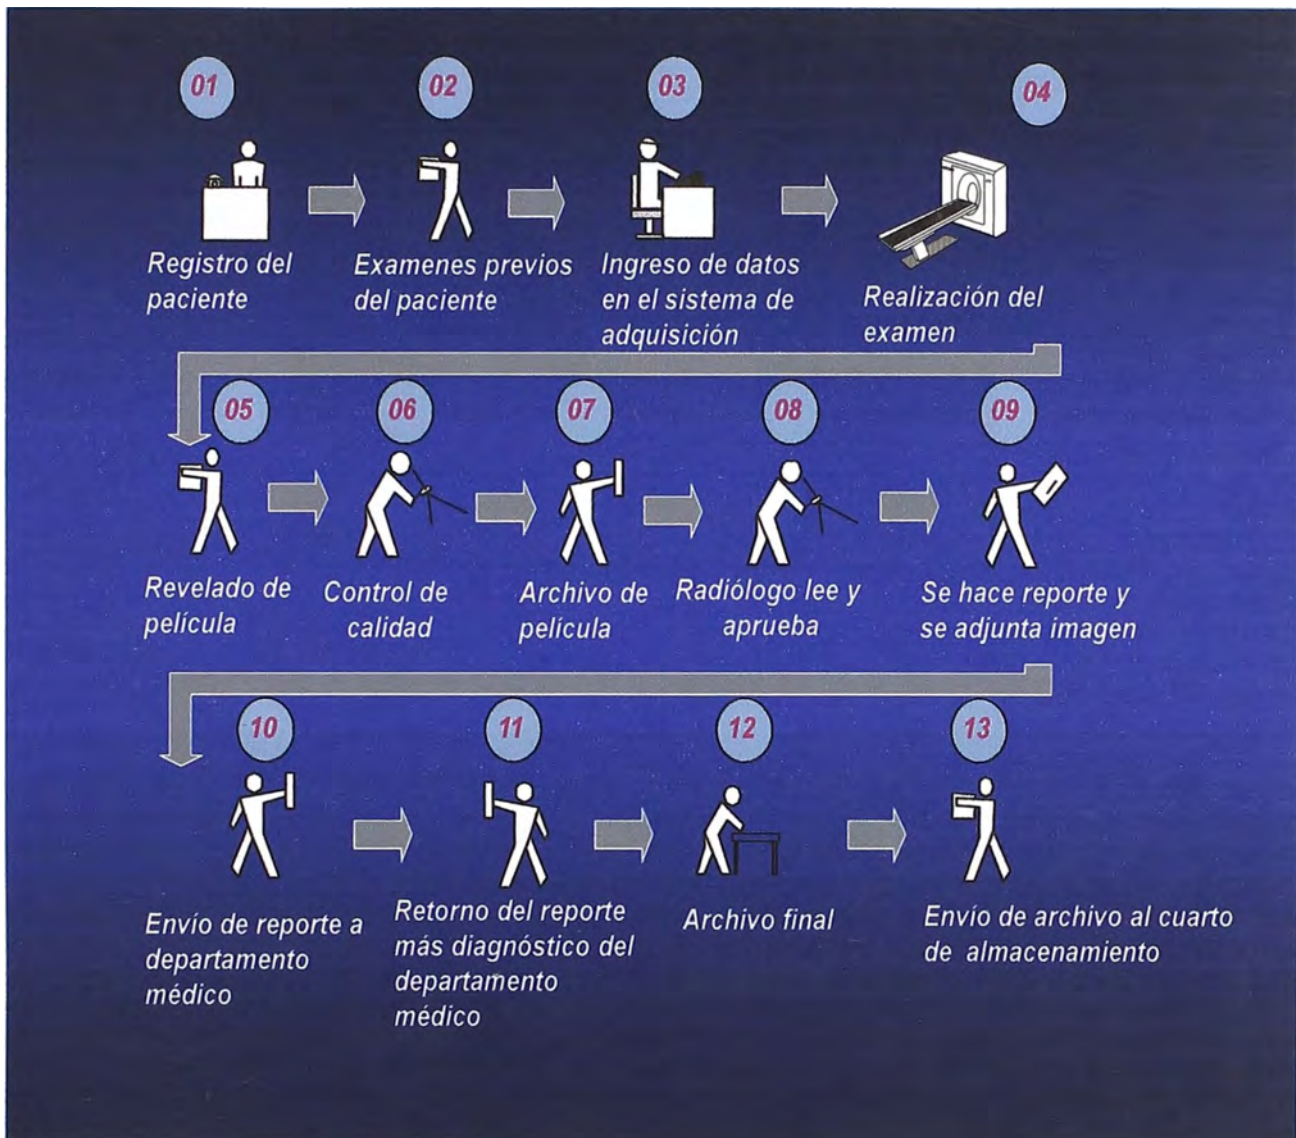 01
02
03
04
Registro del
paciente
Examenes previos
del paciente
Ingreso de datos
en el sistema de
adquisición
Realización del
examen
05
06
07
08
09
Revelado de
película
Control de
calidad
Archivo de
película
Radiólogo lee y
aprueba
Se hace reporte y
se adjunta imagen
10
11
12
13
Envío de reporte a
departamento
médico
Retorno del reporte
más diagnóstico del
departamento
médico
Archivo final
Envío de archivo al cuarto
de almacenamiento